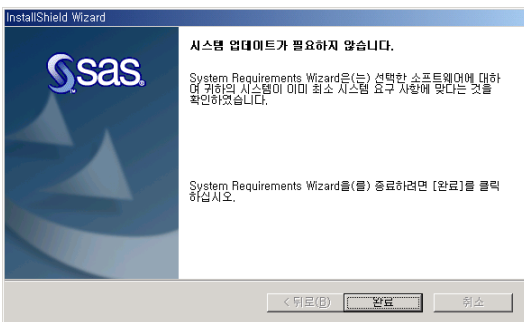 InstallShield Wizard
sas.
시스템 업데이트가 필요하지 않습니다.
System Requirements Wizard은(는) 선택한 소프트웨어에 대하
여 귀하의 시스템이 이미 최소 시스템 요구 사항에 맞다는 것을
확인하였습니다.
System Requirements Wizard을(를) 종료하려면 [완료]를 클릭
하십시오.
< 뒤로(B) 완료 취소